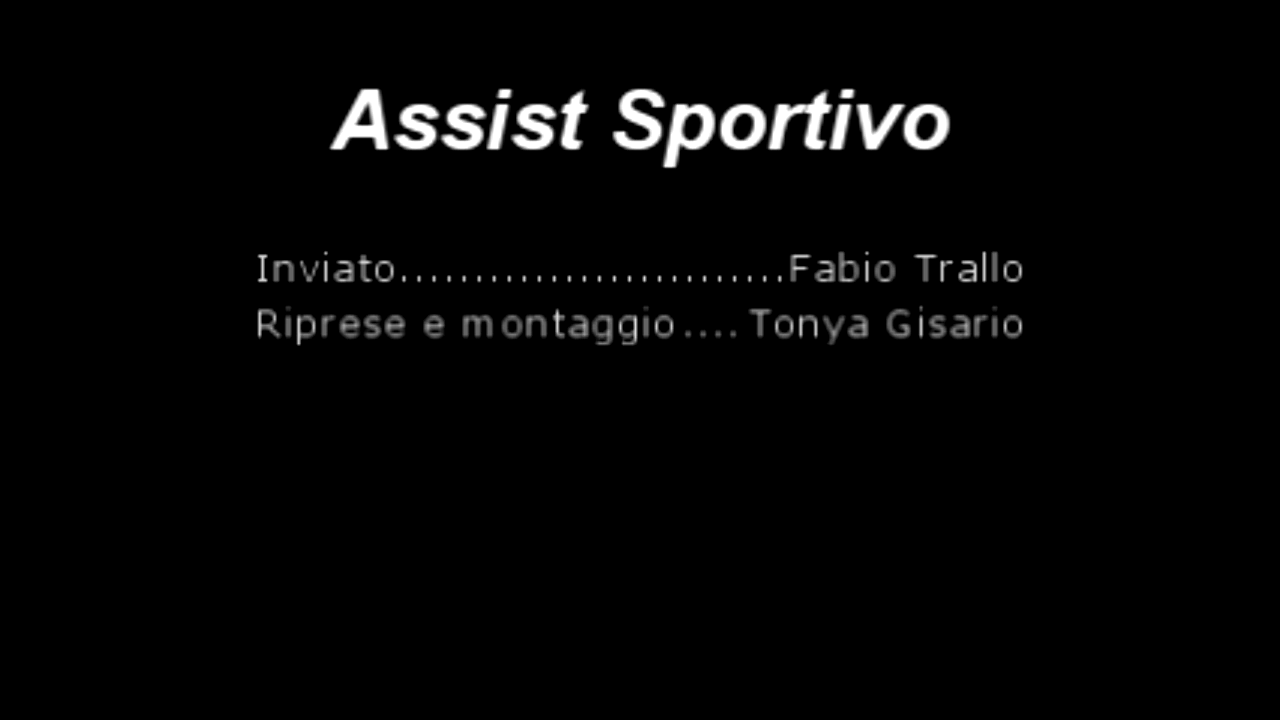 Assist Sportivo
Inviato..........................Fabio Trallo
Riprese e montaggio.... Tonya Gisario